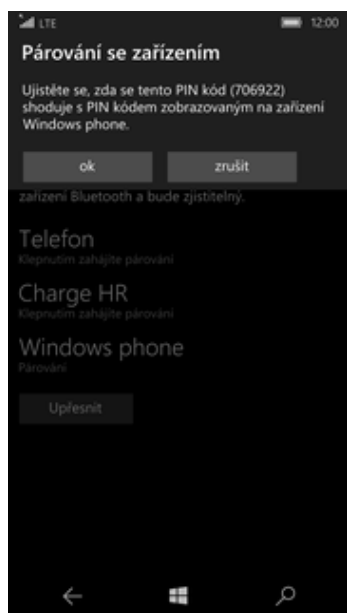 LTE 12:00
Párování se zařízením
Ujistěte se, zda se tento PIN kód (706922)
shoduje s PIN kódem zobrazovaným na zařízení
Windows phone.
ok zrušit
zařízení Bluetooth a bude zjistitelný.
Telefon
Klepnutím zahájíte párování
Charge HR
Klepnutím zahájíte párování
Windows phone
Párování
Upřesnit